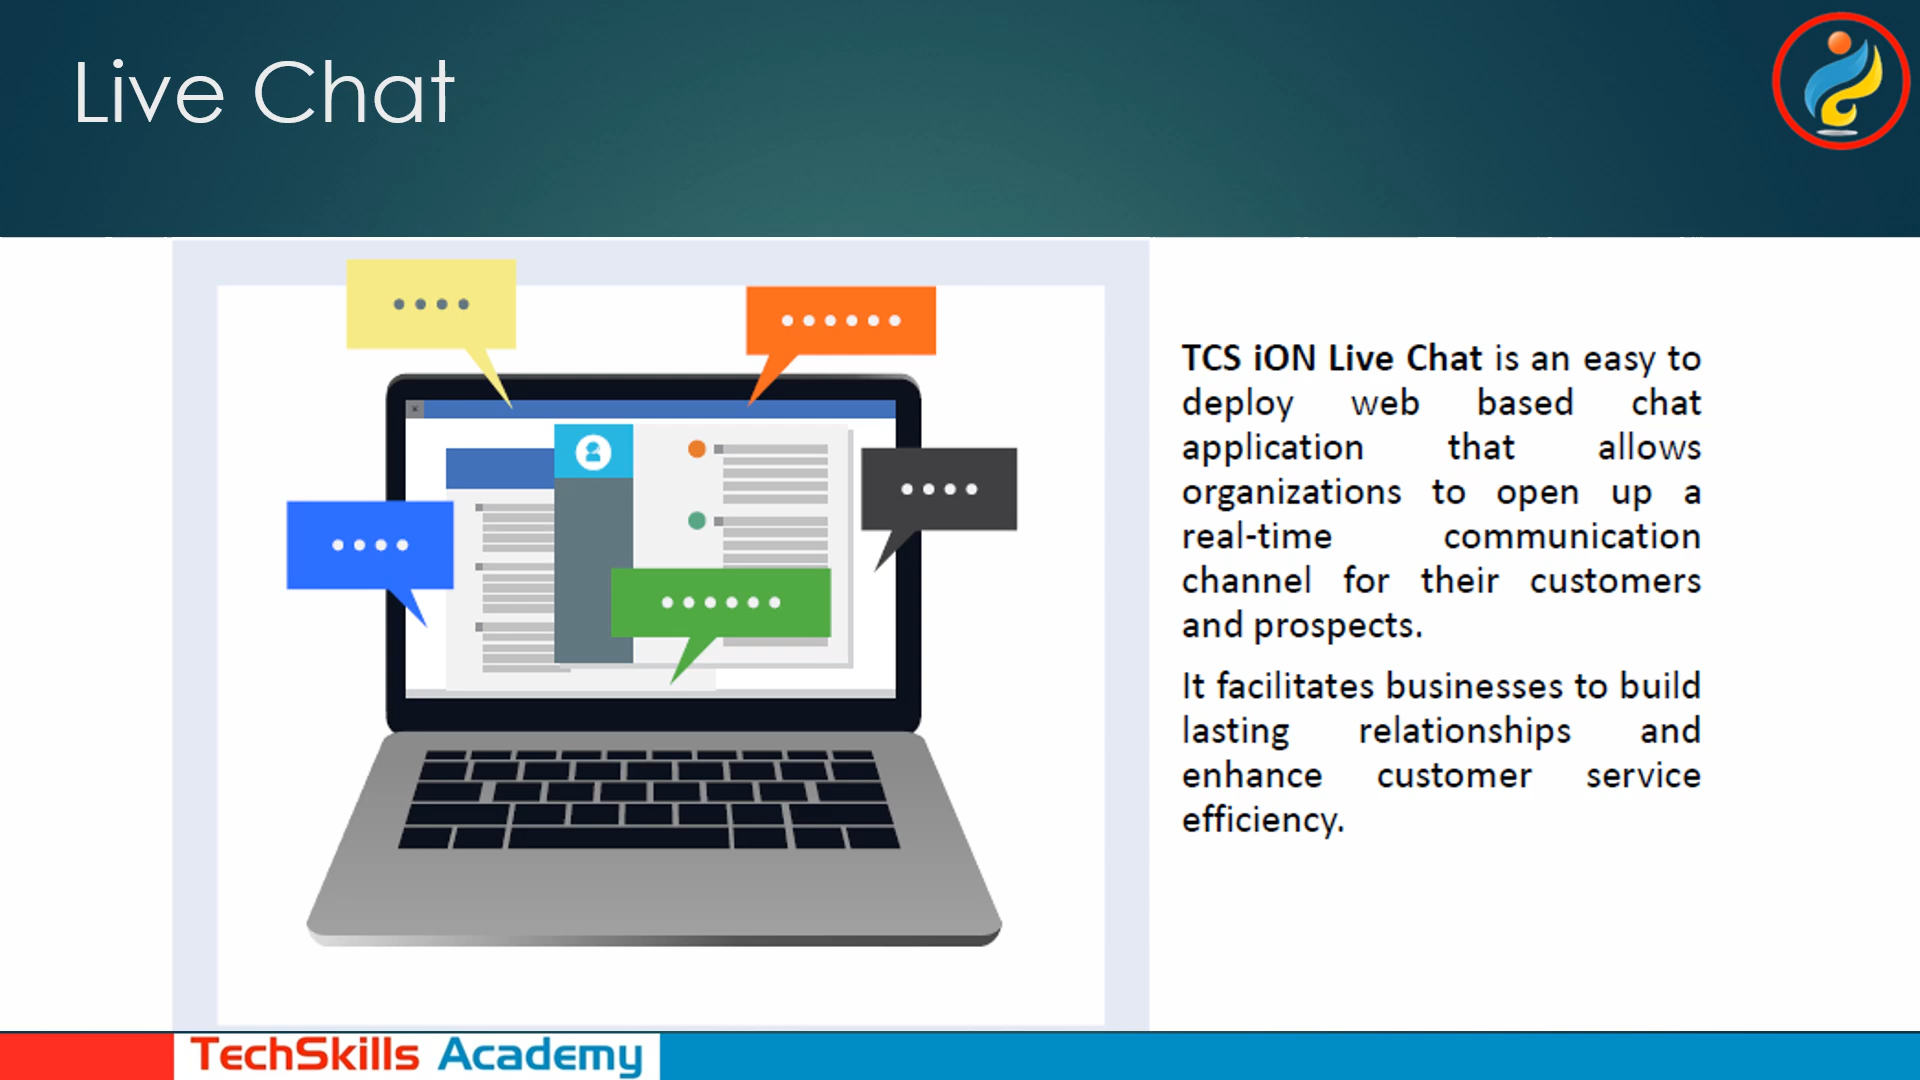 Live Chat
TCS iON Live Chat is an easy to
deploy web based chat
application that allows
organizations to open up a
real-time communication
channel for their customers
and prospects.
It facilitates businesses to build
lasting relationships and
enhance customer service
efficiency.
TechSkills Academy